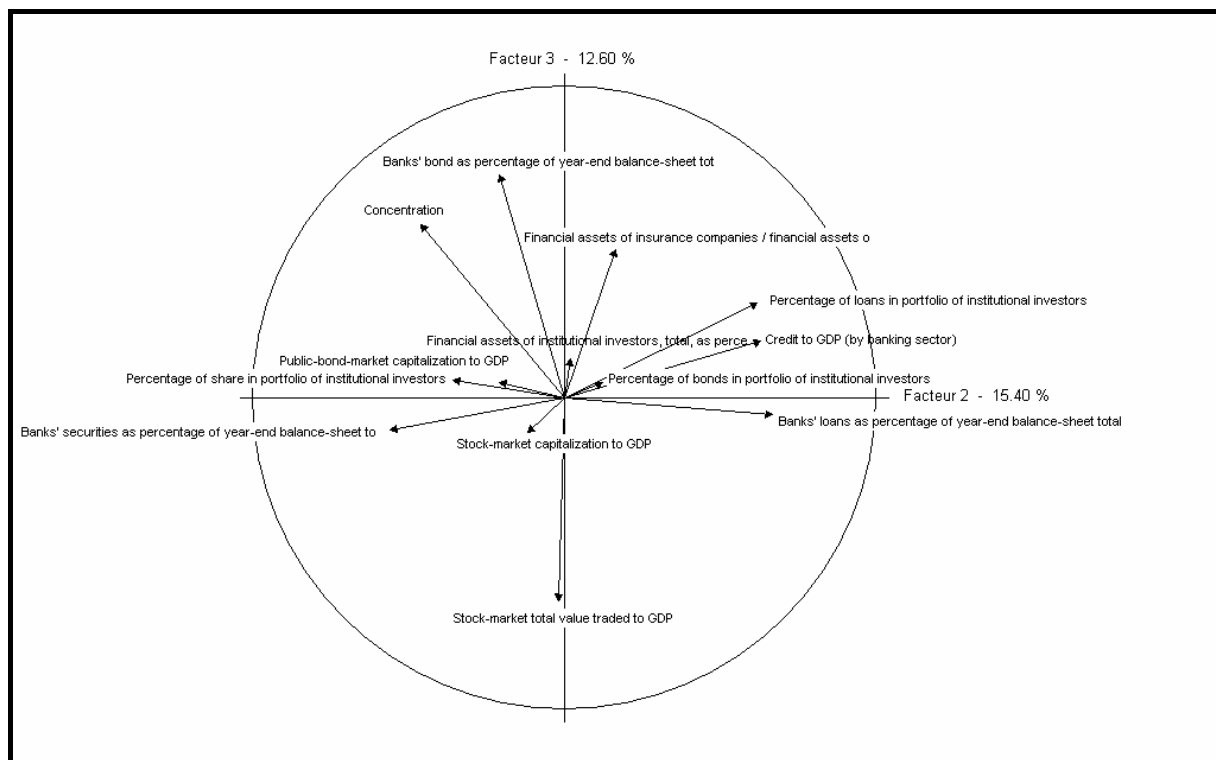 Facteur 3 - 12.60 %
Banks' bond as percentage of year-end balance-sheet tot
Concentration
Financial assets of insurance companies / financial assets o
Percentage of loans in portfolio of institutional investors
Financial assets of institutional investors, total, as perce
Credit to GDP (by banking sector)
Public-bond-market capitalization to GDP
Percentage of share in portfolio of institutional investors
Percentage of bonds in portfolio of institutional investors
Facteur 2 - 15.40 %
Banks' loans as percentage of year-end balance-sheet total
Banks' securities as percentage of year-end balance-sheet to
Stock-market capitalization to GDP
Stock-market total value traded to GDP